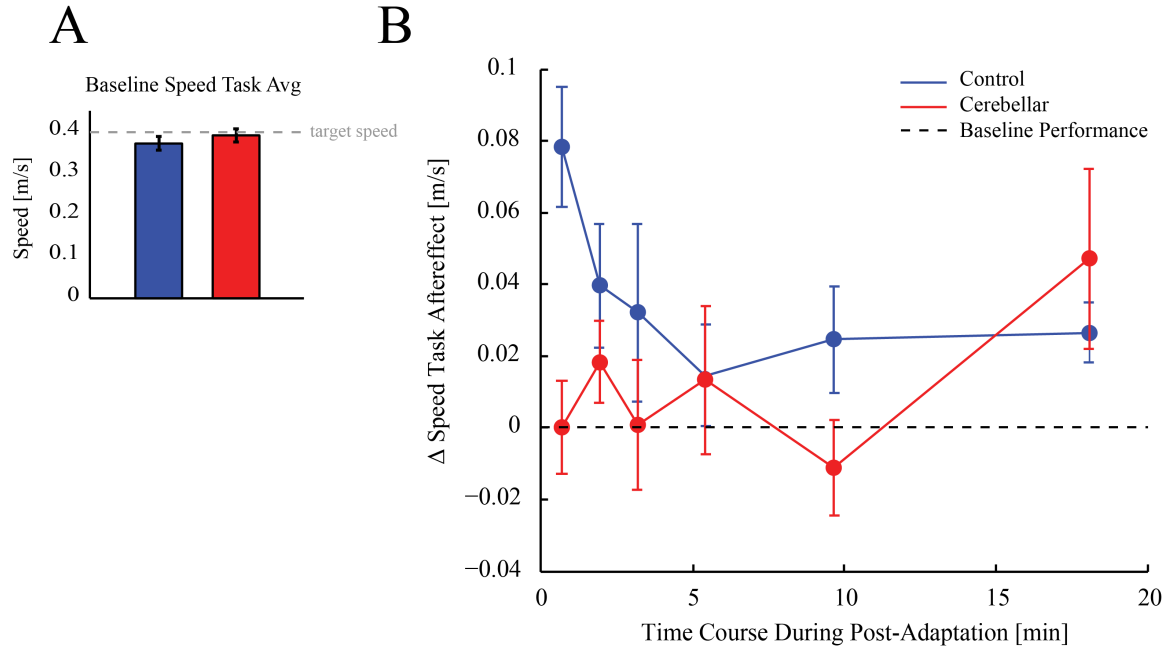 A
Baseline Speed Task Avg
0.4
0.3
0.2
0.1
0
Speed [m/s]
target speed
B
0.1
0.08
0.06
0.04
0.02
0
−0.02
−0.04
Δ Speed Task Aftereffect [m/s]
Control
Cerebellar
Baseline Performance
0 5 10 15 20
Time Course During Post-Adaptation [min]